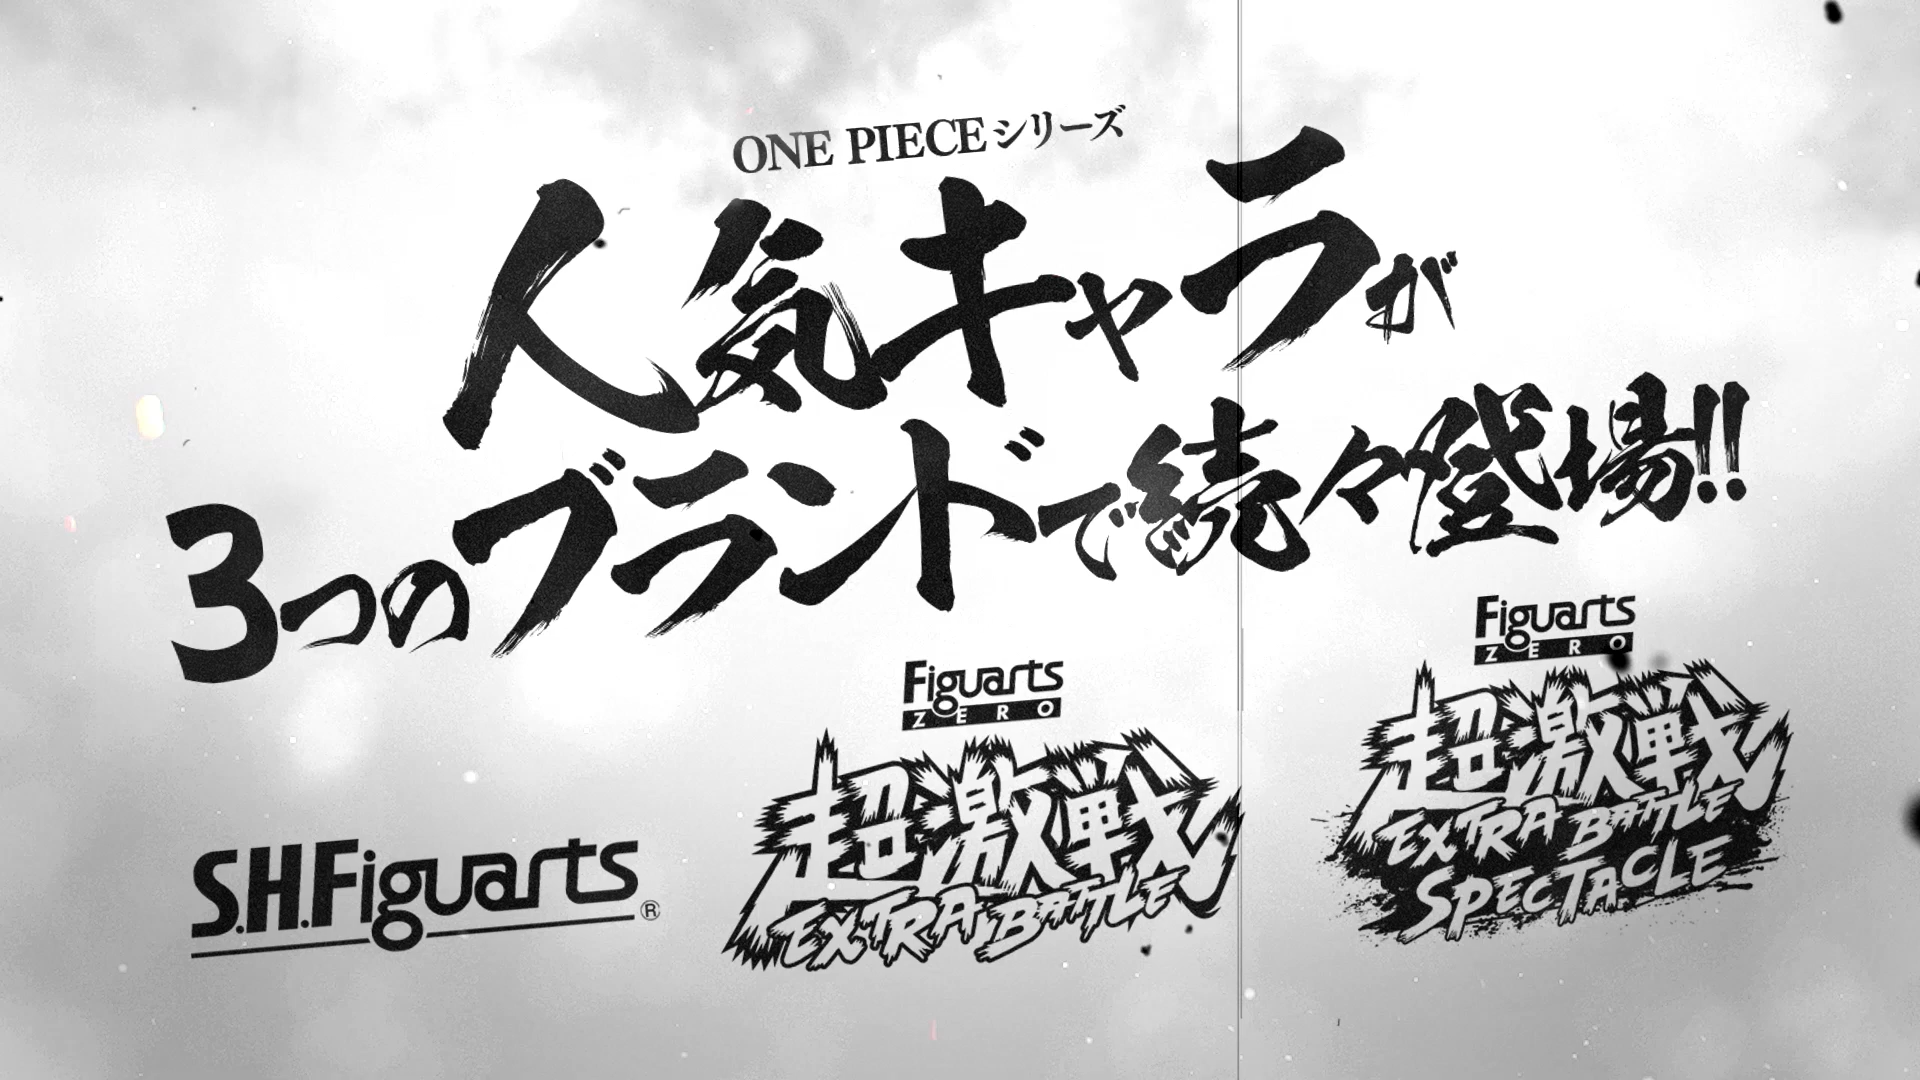 ONE PIECEシリーズ
人気キャラが
3つのブランドで続々登場!!
S.H.Figuarts®
Figuarts
ZERO
超激戦
EXTRA BATTLE
Figuarts
ZERO
超激戦
EXTRA BATTLE
SPECTACLE